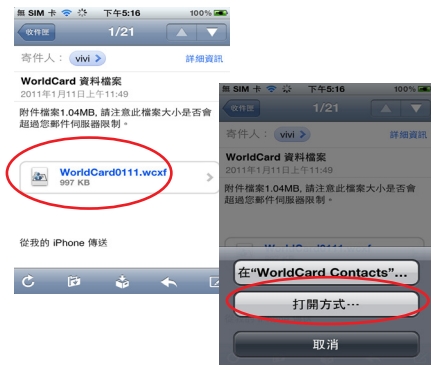 無 SIM 卡 下午5:16 100%
收件匣 1/21
寄件人： vivi 詳細資訊
WorldCard 資料檔案
2011年1月11日上午11:49
附件檔案1.04MB, 請注意此檔案大小是否會
超過您郵件伺服器限制。
WorldCard0111.wcxf
997 KB
從我的 iPhone 傳送
無 SIM 卡 下午5:16 100%
收件匣 1/21
寄件人： vivi 詳細資訊
WorldCard 資料檔案
2011年1月11日上午11:49
附件檔案1.04MB, 請注意此檔案大小是否會
超過您郵件伺服器限制。
在“WorldCard Contacts”...
打開方式⋯
取消